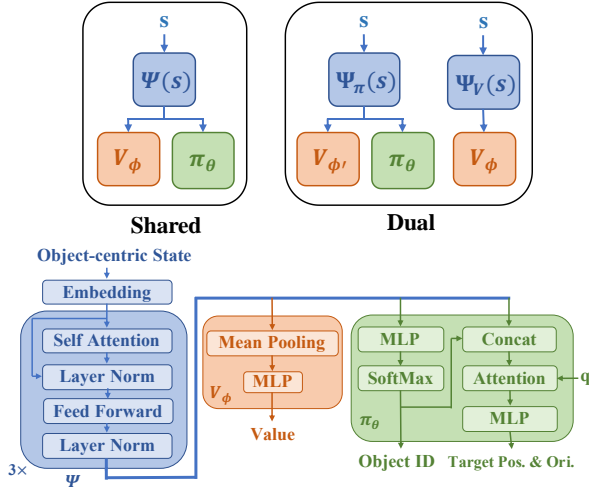 s
Ψ(s)
V_ϕ
π_θ
Shared
s
s
Ψ_π(s)
Ψ_V(s)
V_ϕ'
π_θ
V_ϕ
Dual
Object-centric State
Embedding
Self Attention
Layer Norm
Feed Forward
Layer Norm
3×
Ψ
Mean Pooling
MLP
V_ϕ
Value
MLP
SoftMax
π_θ
Object ID
Concat
Attention
q
MLP
Target Pos. & Ori.